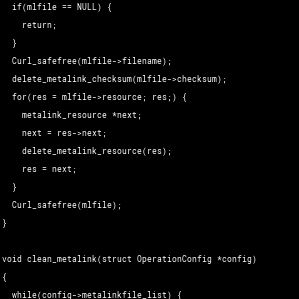 if(mlfile == NULL) {
return;
}
Curl_safefree(mlfile->filename);
delete_metalink_checksum(mlfile->checksum);
for(res = mlfile->resource; res;) {
metalink_resource *next;
next = res->next;
delete_metalink_resource(res);
res = next;
}
Curl_safefree(mlfile);
}
void clean_metalink(struct OperationConfig *config)
{
while(config->metalinkfile_list) {